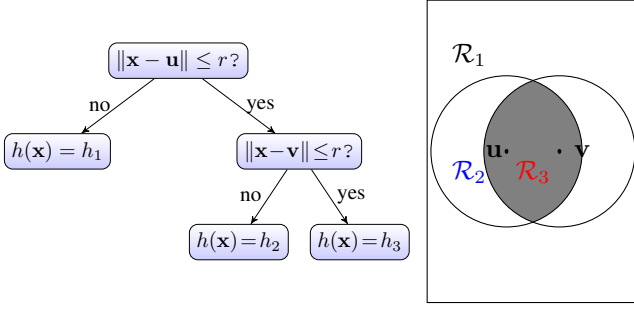 ‖x − u‖ ≤ r?
no
yes
h(x) = h₁
‖x−v‖≤r?
no
yes
h(x)=h₂
h(x)=h₃
ℛ₁
u
v
ℛ₂
ℛ₃